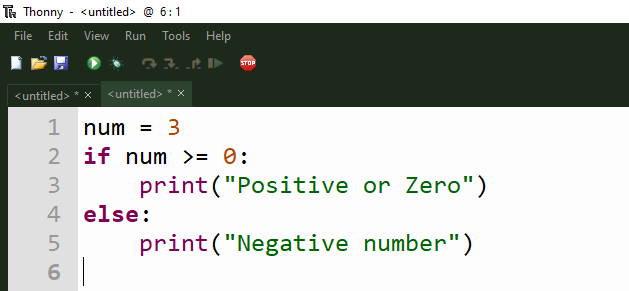 Thonny - <untitled> @ 6:1
File Edit View Run Tools Help
STOP
<untitled> * × <untitled> * ×
1 num = 3
2 if num >= 0:
3     print("Positive or Zero")
4 else:
5     print("Negative number")
6